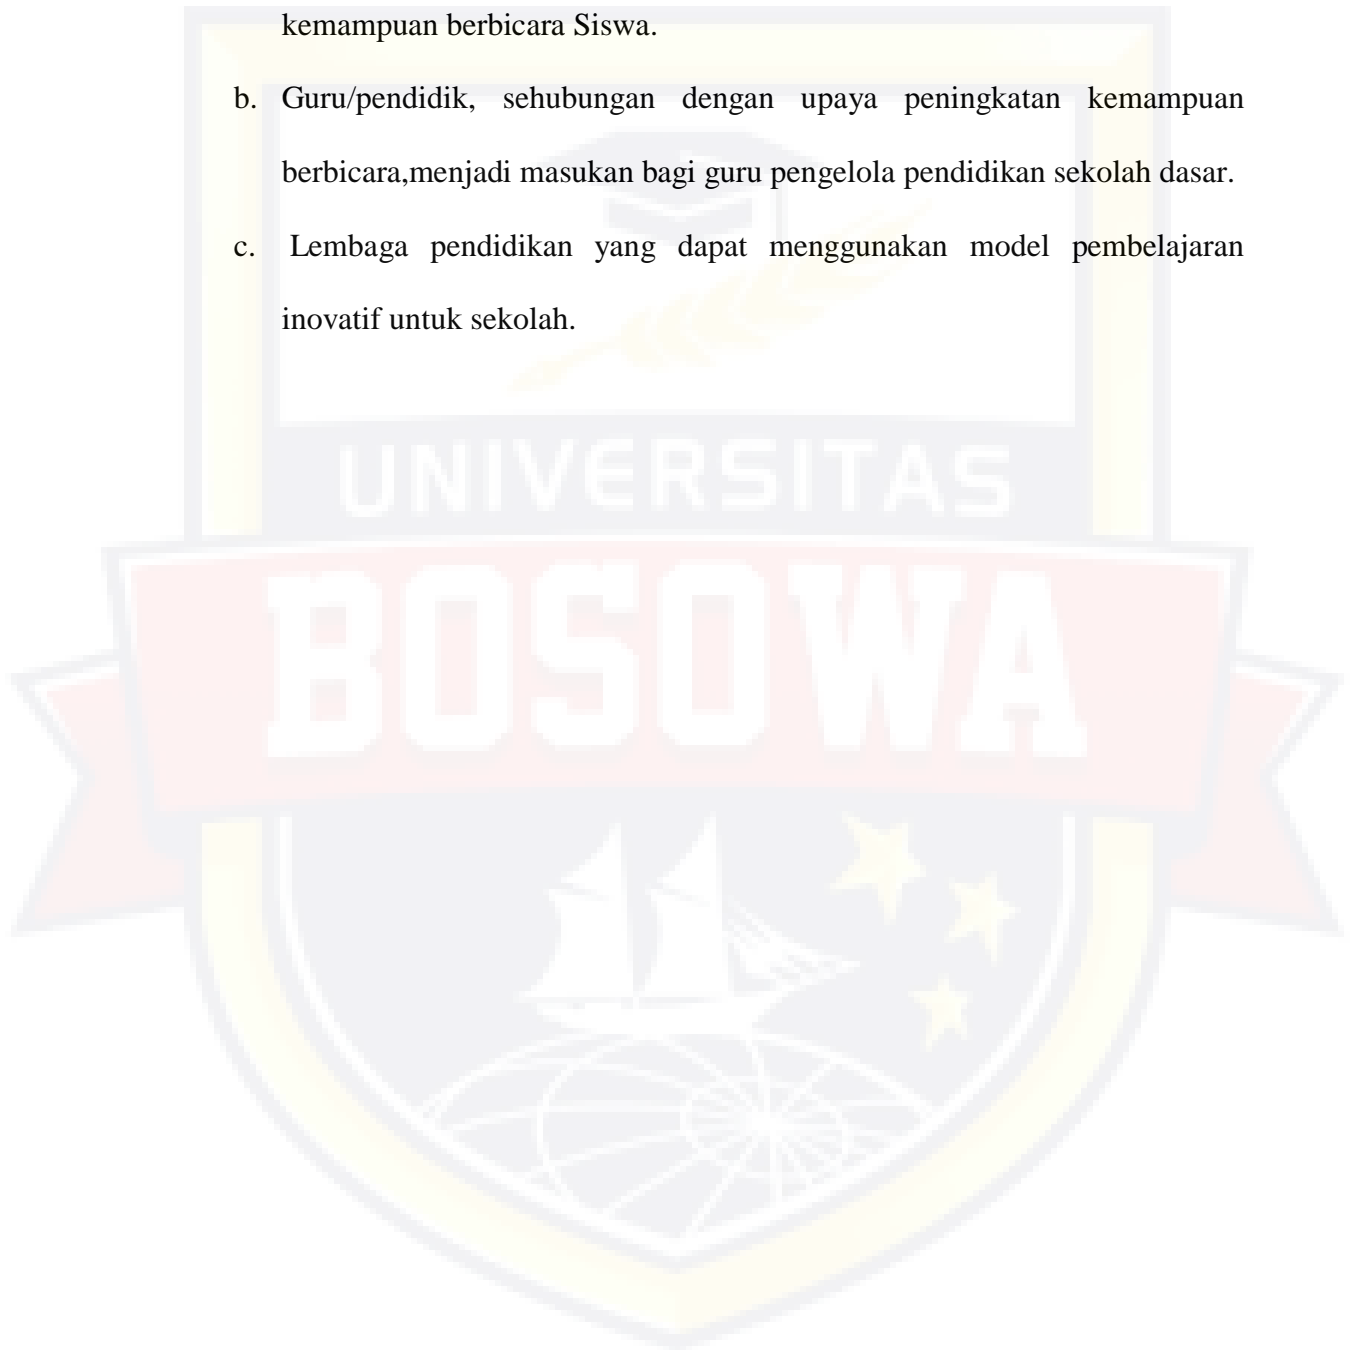 kemampuan berbicara Siswa.
b. Guru/pendidik, sehubungan dengan upaya peningkatan kemampuan
berbicara,menjadi masukan bagi guru pengelola pendidikan sekolah dasar.
c. Lembaga pendidikan yang dapat menggunakan model pembelajaran
inovatif untuk sekolah.
UNIVERSITAS
BOSOWA